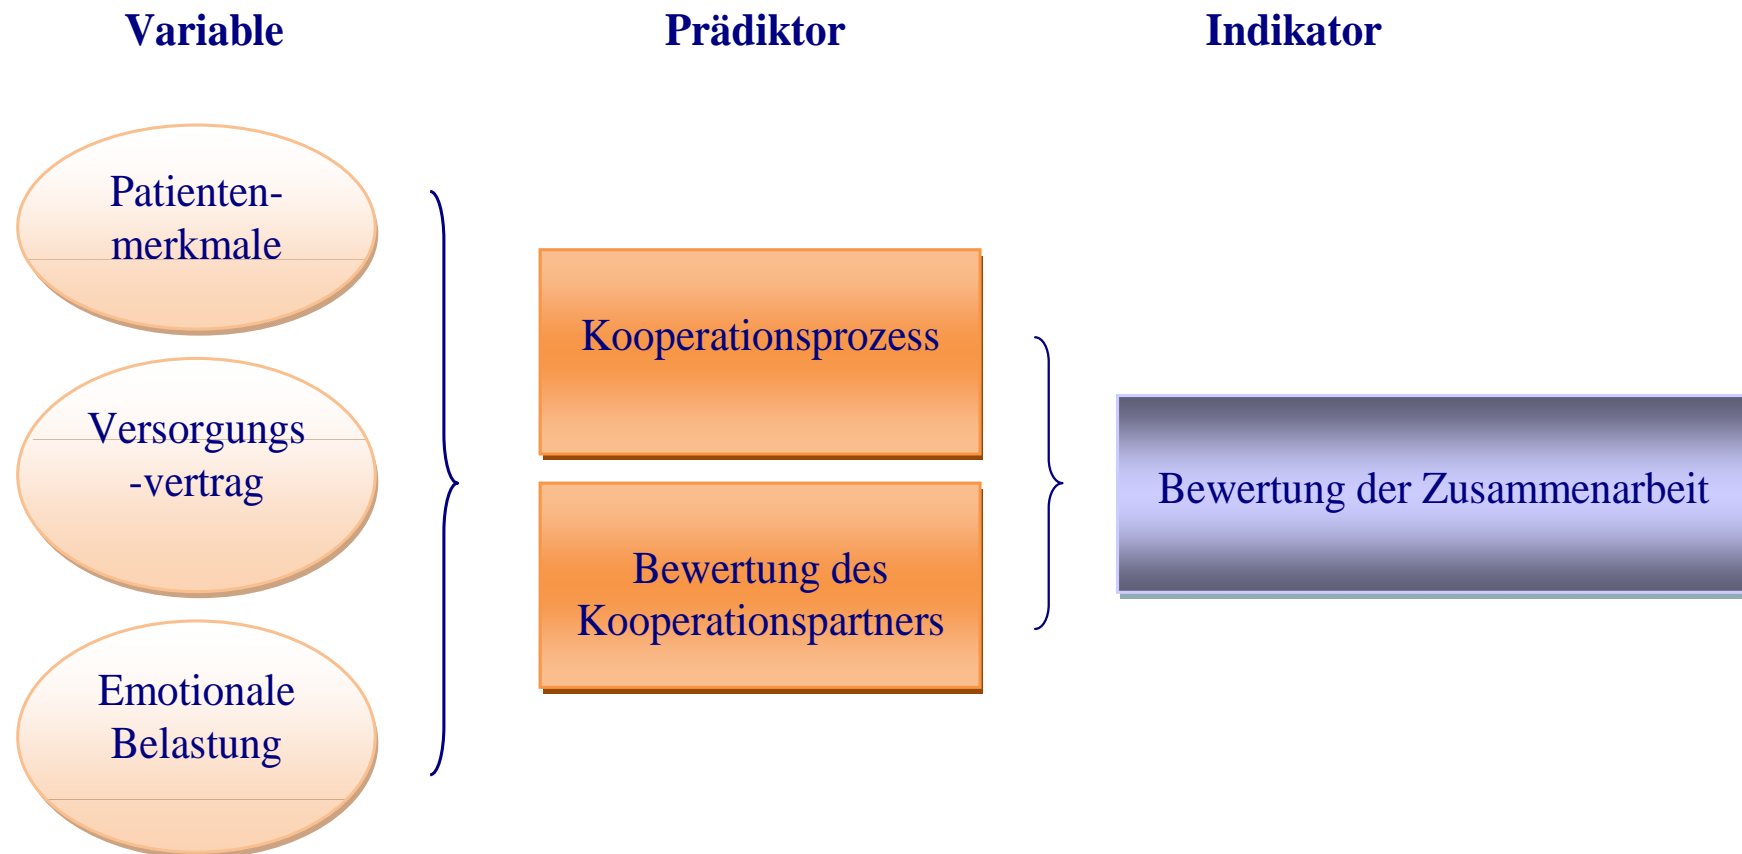 Variable Prädiktor Indikator
Patienten-
merkmale
Versorgungs
-vertrag
Emotionale
Belastung
Kooperationsprozess
Bewertung des
Kooperationspartners
Bewertung der Zusammenarbeit